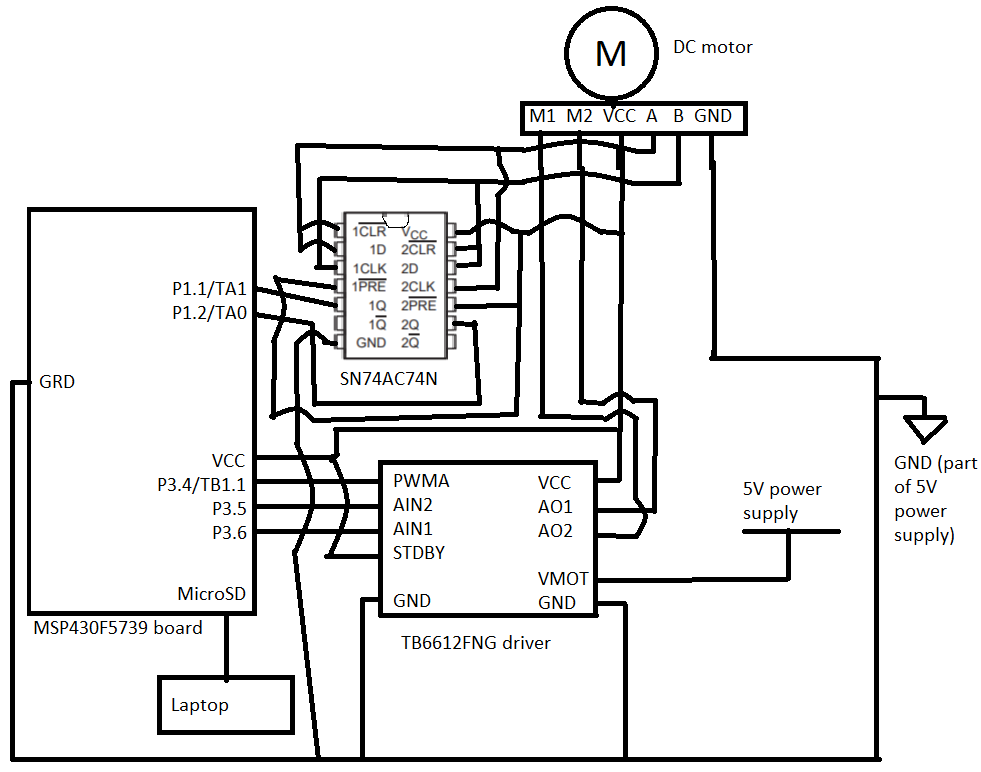 M
DC motor
M1 M2 VCC A B GND
1CLR VCC
1D 2CLR
1CLK 2D
1PRE 2CLK
1Q 2PRE
1Q 2Q
GND 2Q
SN74AC74N
P1.1/TA1
P1.2/TA0
GRD
VCC
P3.4/TB1.1
P3.5
P3.6
MicroSD
MSP430F5739 board
Laptop
PWMA
AIN2
AIN1
STDBY
GND
VCC
AO1
AO2
VMOT
GND
TB6612FNG driver
5V power
supply
GND (part
of 5V
power
supply)